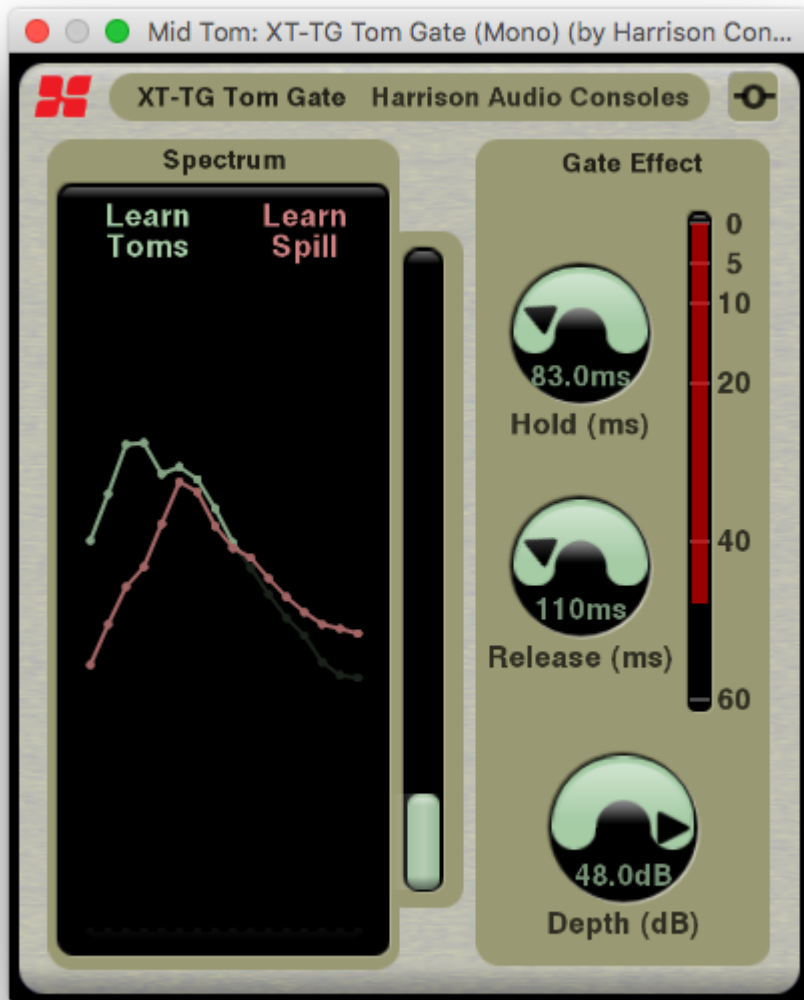 Mid Tom: XT-TG Tom Gate (Mono) (by Harrison Con...
XT-TG Tom Gate Harrison Audio Consoles
Spectrum
Learn Toms
Learn Spill
Gate Effect
0
5
10
20
40
60
83.0ms
Hold (ms)
110ms
Release (ms)
48.0dB
Depth (dB)